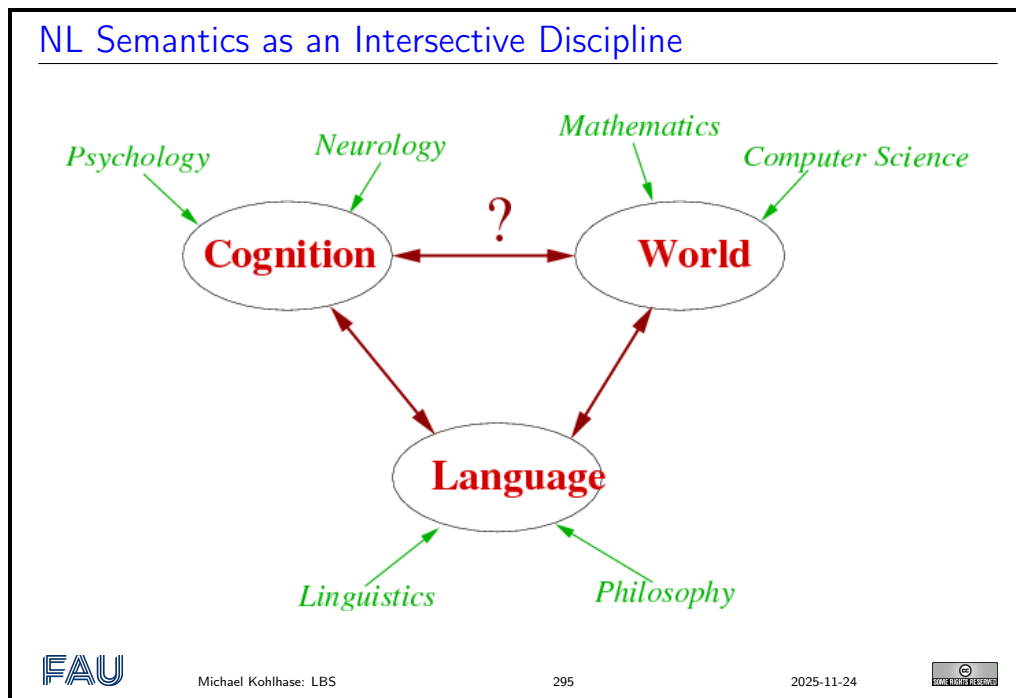 NL Semantics as an Intersective Discipline
Psychology
Neurology
Mathematics
Computer Science
?
Cognition
World
Language
Linguistics
Philosophy
FAU
Michael Kohlhase: LBS
295
2025-11-24
cc
SOME RIGHTS RESERVED